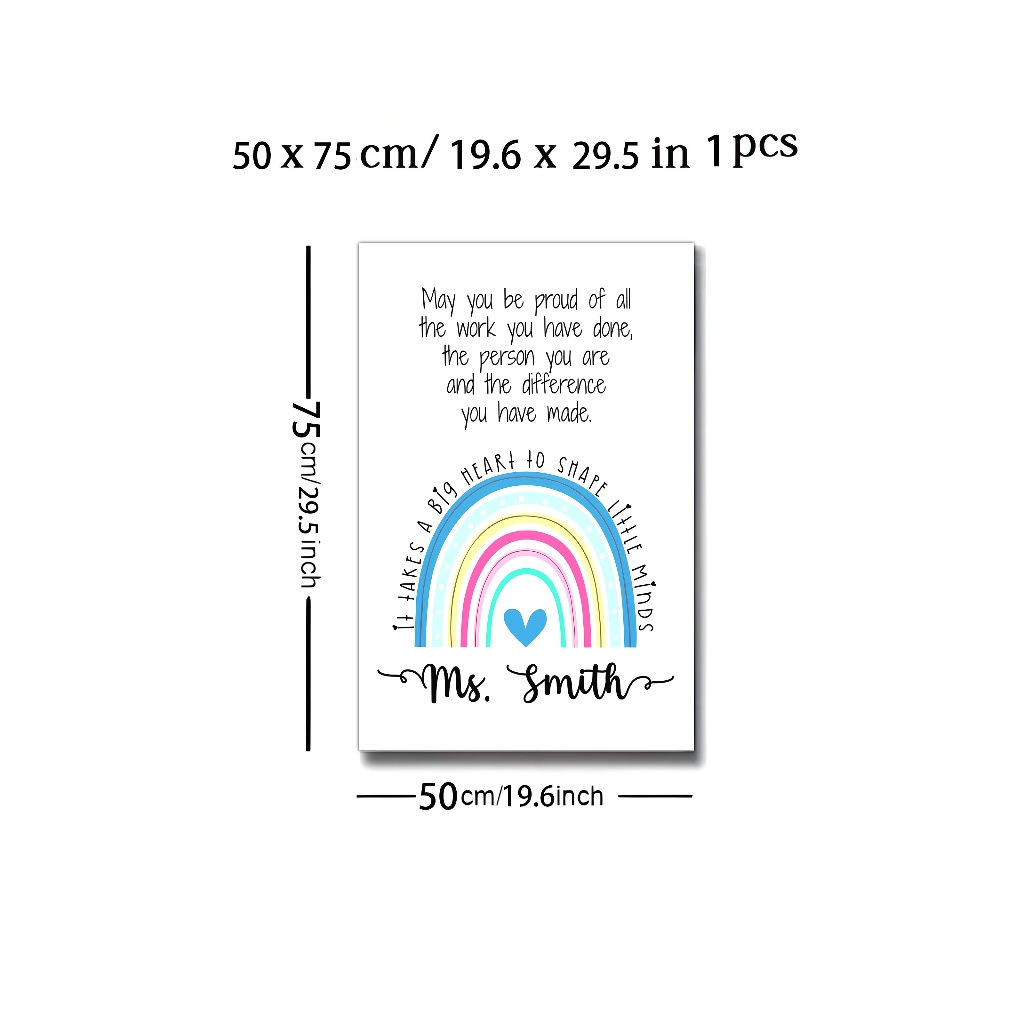 50 x 75 cm/ 19.6 x 29.5 in 1 pcs
May you be proud of all
the work you have done,
the person you are
and the difference
you have made.
it tAKES A Big HEARt tO SHAPE LittLE MinDS
Ms. Smith
75cm/29.5inch
50cm/19.6inch